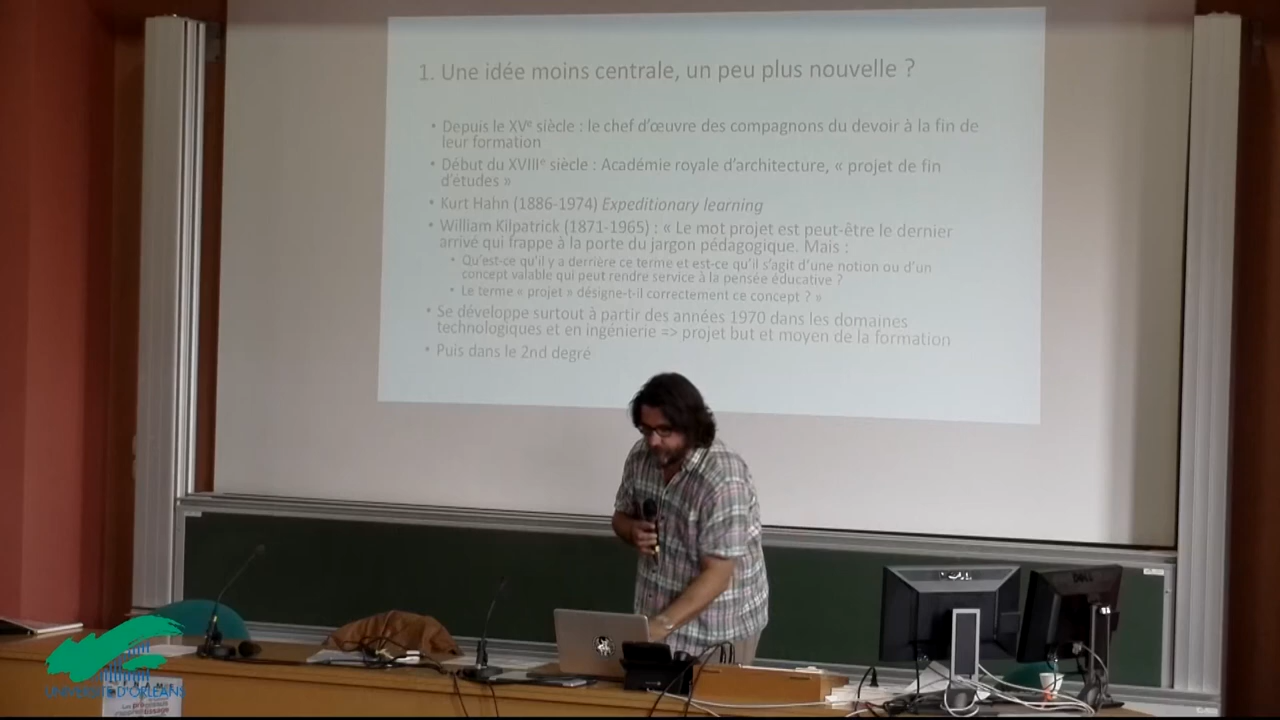 1. Une idée moins centrale, un peu plus nouvelle ?
• Depuis le XVe siècle : le chef d'œuvre des compagnons du devoir à la fin de
leur formation
• Début du XVIIIe siècle : Académie royale d'architecture, « projet de fin
d'études »
• Kurt Hahn (1886-1974) Expeditionary learning
• William Kilpatrick (1871-1965) : « Le mot projet est peut-être le dernier
arrivé qui frappe à la porte du jargon pédagogique. Mais :
• Qu'est-ce qu'il y a derrière ce terme et est-ce qu'il s'agit d'une notion ou d'un
concept valable qui peut rendre service à la pensée éducative ?
• Le terme « projet » désigne-t-il correctement ce concept ? »
• Se développe surtout à partir des années 1970 dans les domaines
technologiques et en ingénierie => projet but et moyen de la formation
• Puis dans le 2nd degré
DELL
UNIVERSITÉ D'ORLÉANS